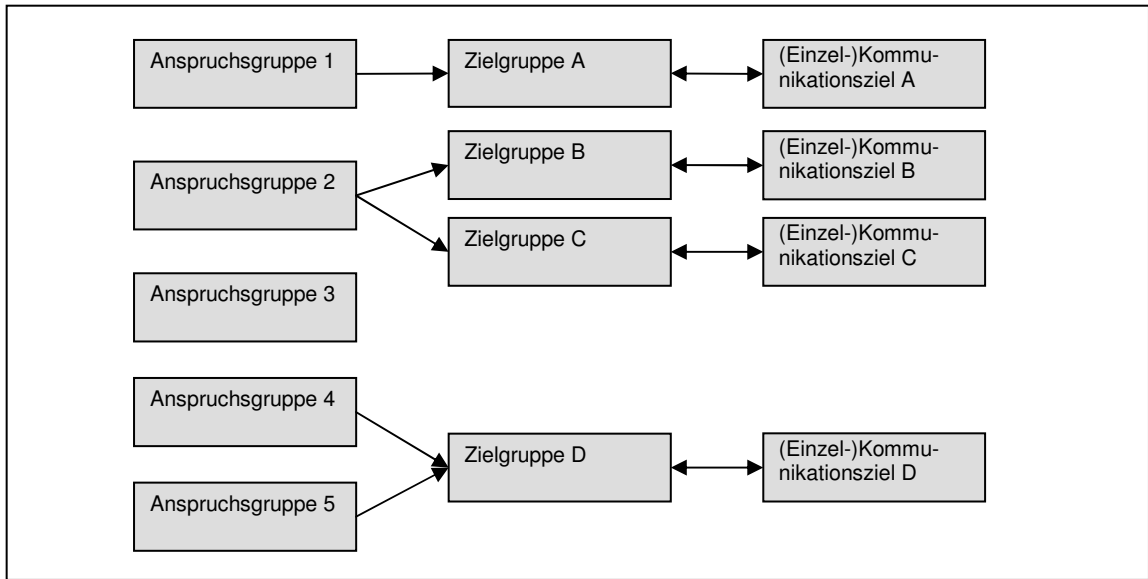 Anspruchsgruppe 1
Zielgruppe A
(Einzel-)Kommu-
nikationsziel A
Anspruchsgruppe 2
Zielgruppe B
(Einzel-)Kommu-
nikationsziel B
Zielgruppe C
(Einzel-)Kommu-
nikationsziel C
Anspruchsgruppe 3
Anspruchsgruppe 4
Zielgruppe D
(Einzel-)Kommu-
nikationsziel D
Anspruchsgruppe 5